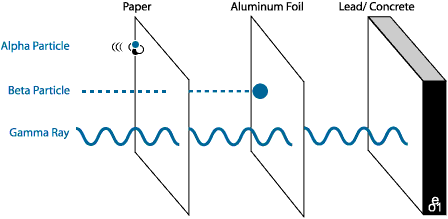 Paper
Aluminum Foil
Lead/ Concrete
Alpha Particle
Beta Particle
Gamma Ray